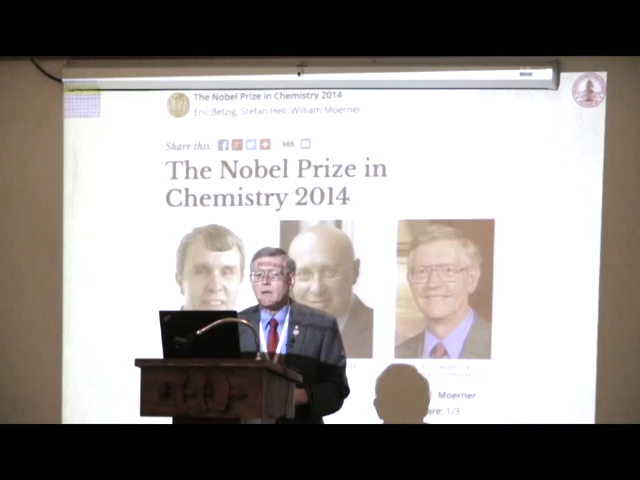 The Nobel Prize in Chemistry 2014
Eric Betzig, Stefan Hell, William Moerner
Share this:
The Nobel Prize in
Chemistry 2014
E. Moerner
are: 1/3